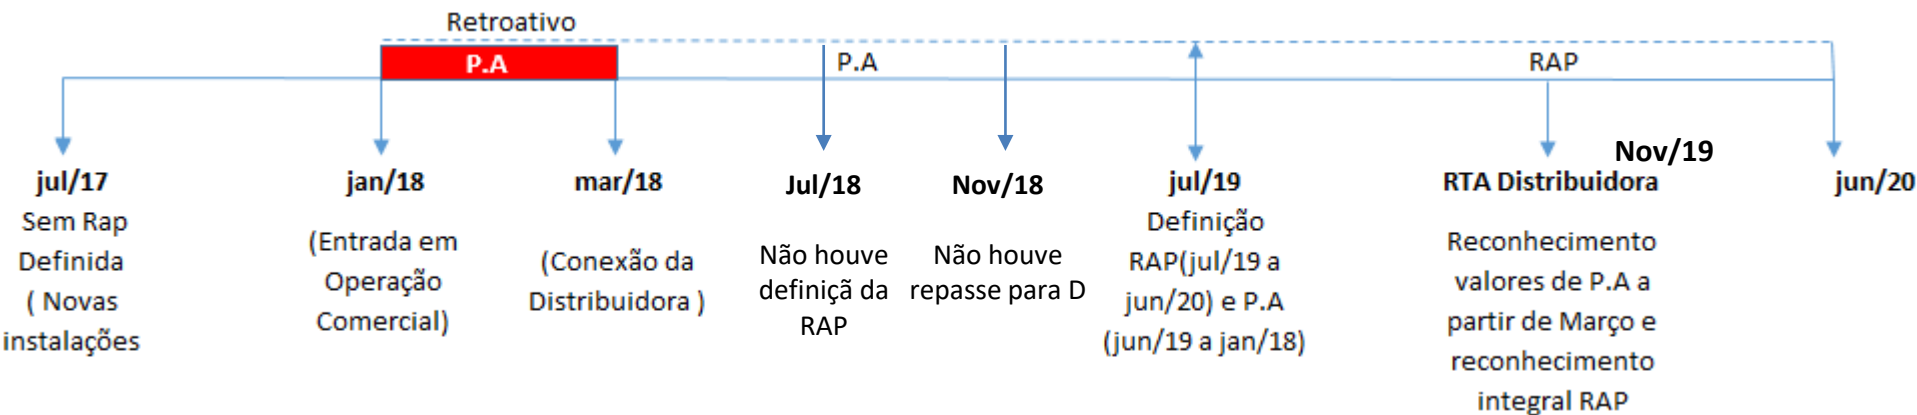 Retroativo
P.A
P.A
RAP
jul/17
Sem Rap
Definida
( Novas
instalações
jan/18
(Entrada em
Operação
Comercial)
mar/18
(Conexão da
Distribuidora )
Jul/18
Não houve
definiçã da
RAP
Nov/18
Não houve
repasse para D
jul/19
Definição
RAP(jul/19 a
jun/20) e P.A
(jun/19 a jan/18)
Nov/19
RTA Distribuidora
Reconhecimento
valores de P.A a
partir de Março e
reconhecimento
integral RAP
jun/20